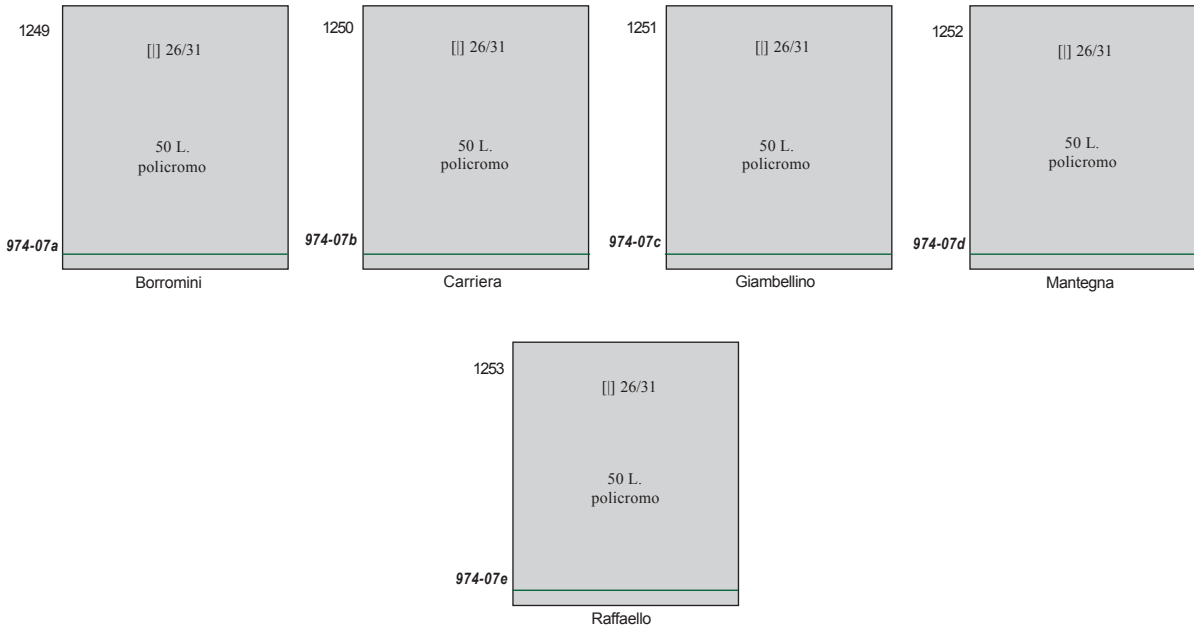 1249
[|] 26/31
50 L.
policromo
974-07a
Borromini
1250
[|] 26/31
50 L.
policromo
974-07b
Carriera
1251
[|] 26/31
50 L.
policromo
974-07c
Giambellino
1252
[|] 26/31
50 L.
policromo
974-07d
Mantegna
1253
[|] 26/31
50 L.
policromo
974-07e
Raffaello